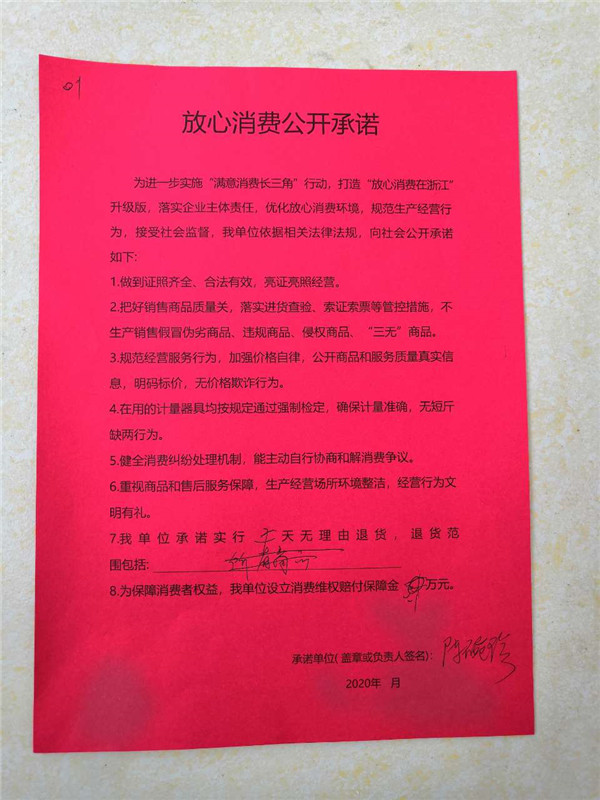 01
放心消费公开承诺
为进一步实施“满意消费长三角”行动，打造“放心消费在浙江”
升级版，落实企业主体责任，优化放心消费环境，规范生产经营行
为，接受社会监督，我单位依据相关法律法规，向社会公开承诺
如下：
1.做到证照齐全、合法有效，亮证亮照经营。
2.把好销售商品质量关，落实进货直验、索证索票等管控措施，不
生产销售假冒伪劣商品、违规商品、侵权商品、“三无”商品。
3.规范经营服务行为，加强价格自律，公开商品和服务质量真实信
息，明码标价，无价格欺诈行为。
4.在用的计量器具均按规定通过强制检定，确保计量准确，无短斤
缺两行为。
5.健全消费纠纷处理机制，能主动自行协商和解消费争议。
6.重视商品和售后服务保障，生产经营场所环境整洁，经营行为文
明有礼。
7.我单位承诺实行 天无理由退货，退货范
围包括：
8.为保障消费者权益，我单位设立消费维权赔付保障金 万元。
承诺单位(盖章或负责人签名)：
2020年 月